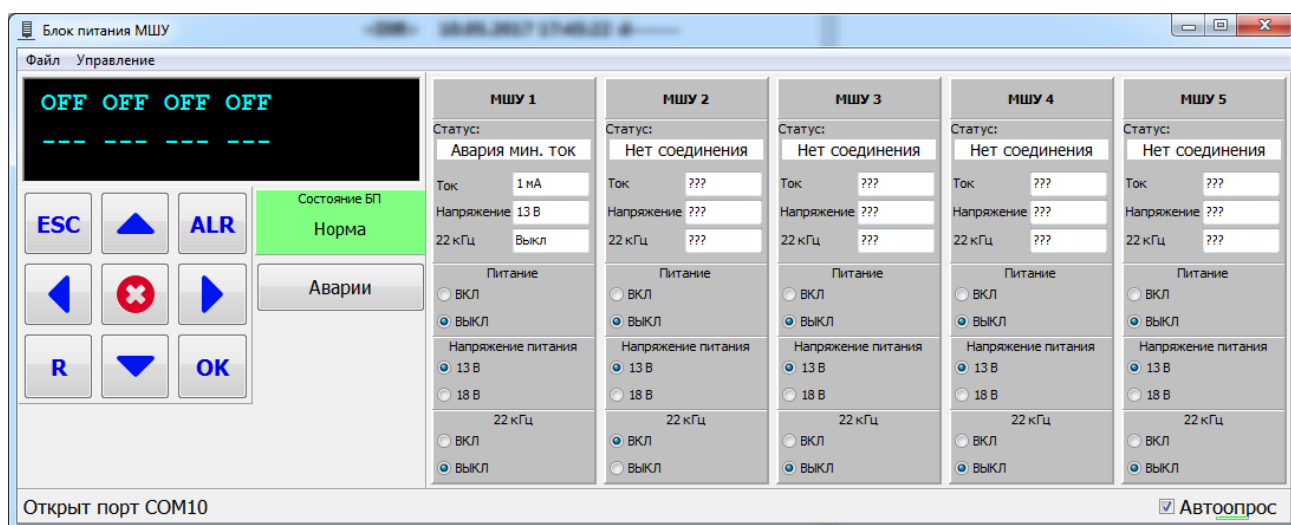 Блок питания МШУ
Файл Управление
OFF OFF OFF OFF
--- --- --- ---
ESC ALR
R OK
Состояние БП
Норма
Аварии
МШУ 1 МШУ 2 МШУ 3 МШУ 4 МШУ 5
Статус: Статус: Статус: Статус: Статус:
Авария мин. ток Нет соединения Нет соединения Нет соединения Нет соединения
Ток 1 мА Ток ??? Ток ??? Ток ??? Ток ???
Напряжение 13 В Напряжение ??? Напряжение ??? Напряжение ??? Напряжение ???
22 кГц Выкл 22 кГц ??? 22 кГц ??? 22 кГц ??? 22 кГц ???
Питание Питание Питание Питание Питание
ВКЛ ВКЛ ВКЛ ВКЛ ВКЛ
ВЫКЛ ВЫКЛ ВЫКЛ ВЫКЛ ВЫКЛ
Напряжение питания Напряжение питания Напряжение питания Напряжение питания Напряжение питания
13 В 13 В 13 В 13 В 13 В
18 В 18 В 18 В 18 В 18 В
22 кГц 22 кГц 22 кГц 22 кГц 22 кГц
ВКЛ ВКЛ ВКЛ ВКЛ ВКЛ
ВЫКЛ ВЫКЛ ВЫКЛ ВЫКЛ ВЫКЛ
Открыт порт COM10 Автоопрос